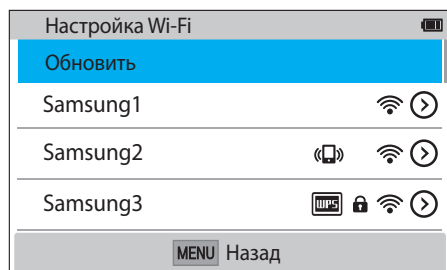 Настройка Wi-Fi
Обновить
Samsung1
Samsung2
Samsung3 WPS
MENU Назад